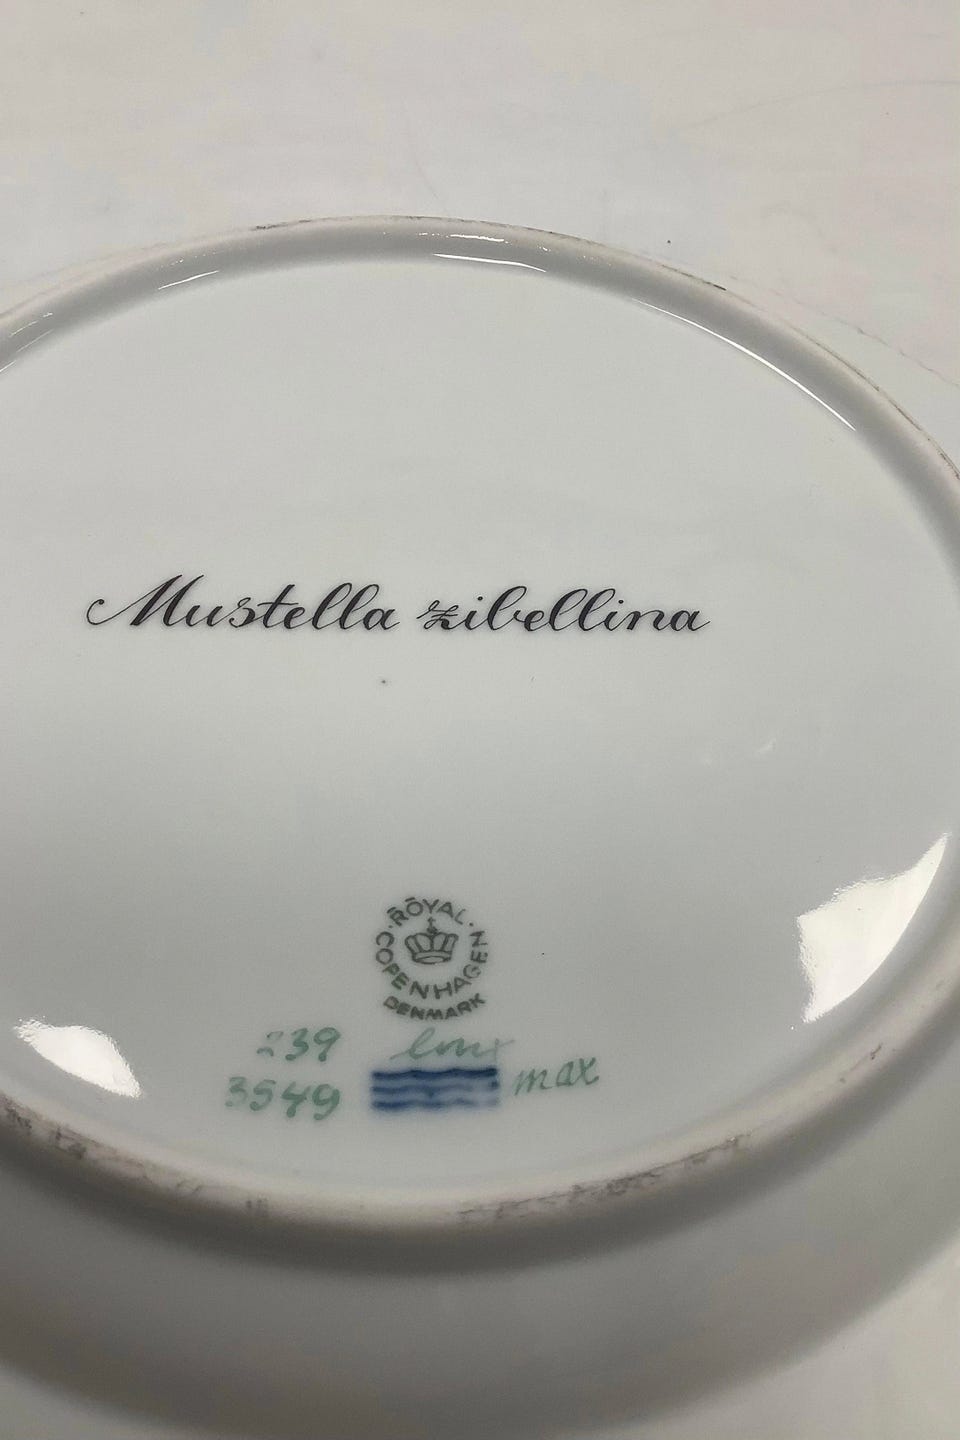 Mustella zibellina
ROYAL
COPENHAGEN
DENMARK
239
3549
max